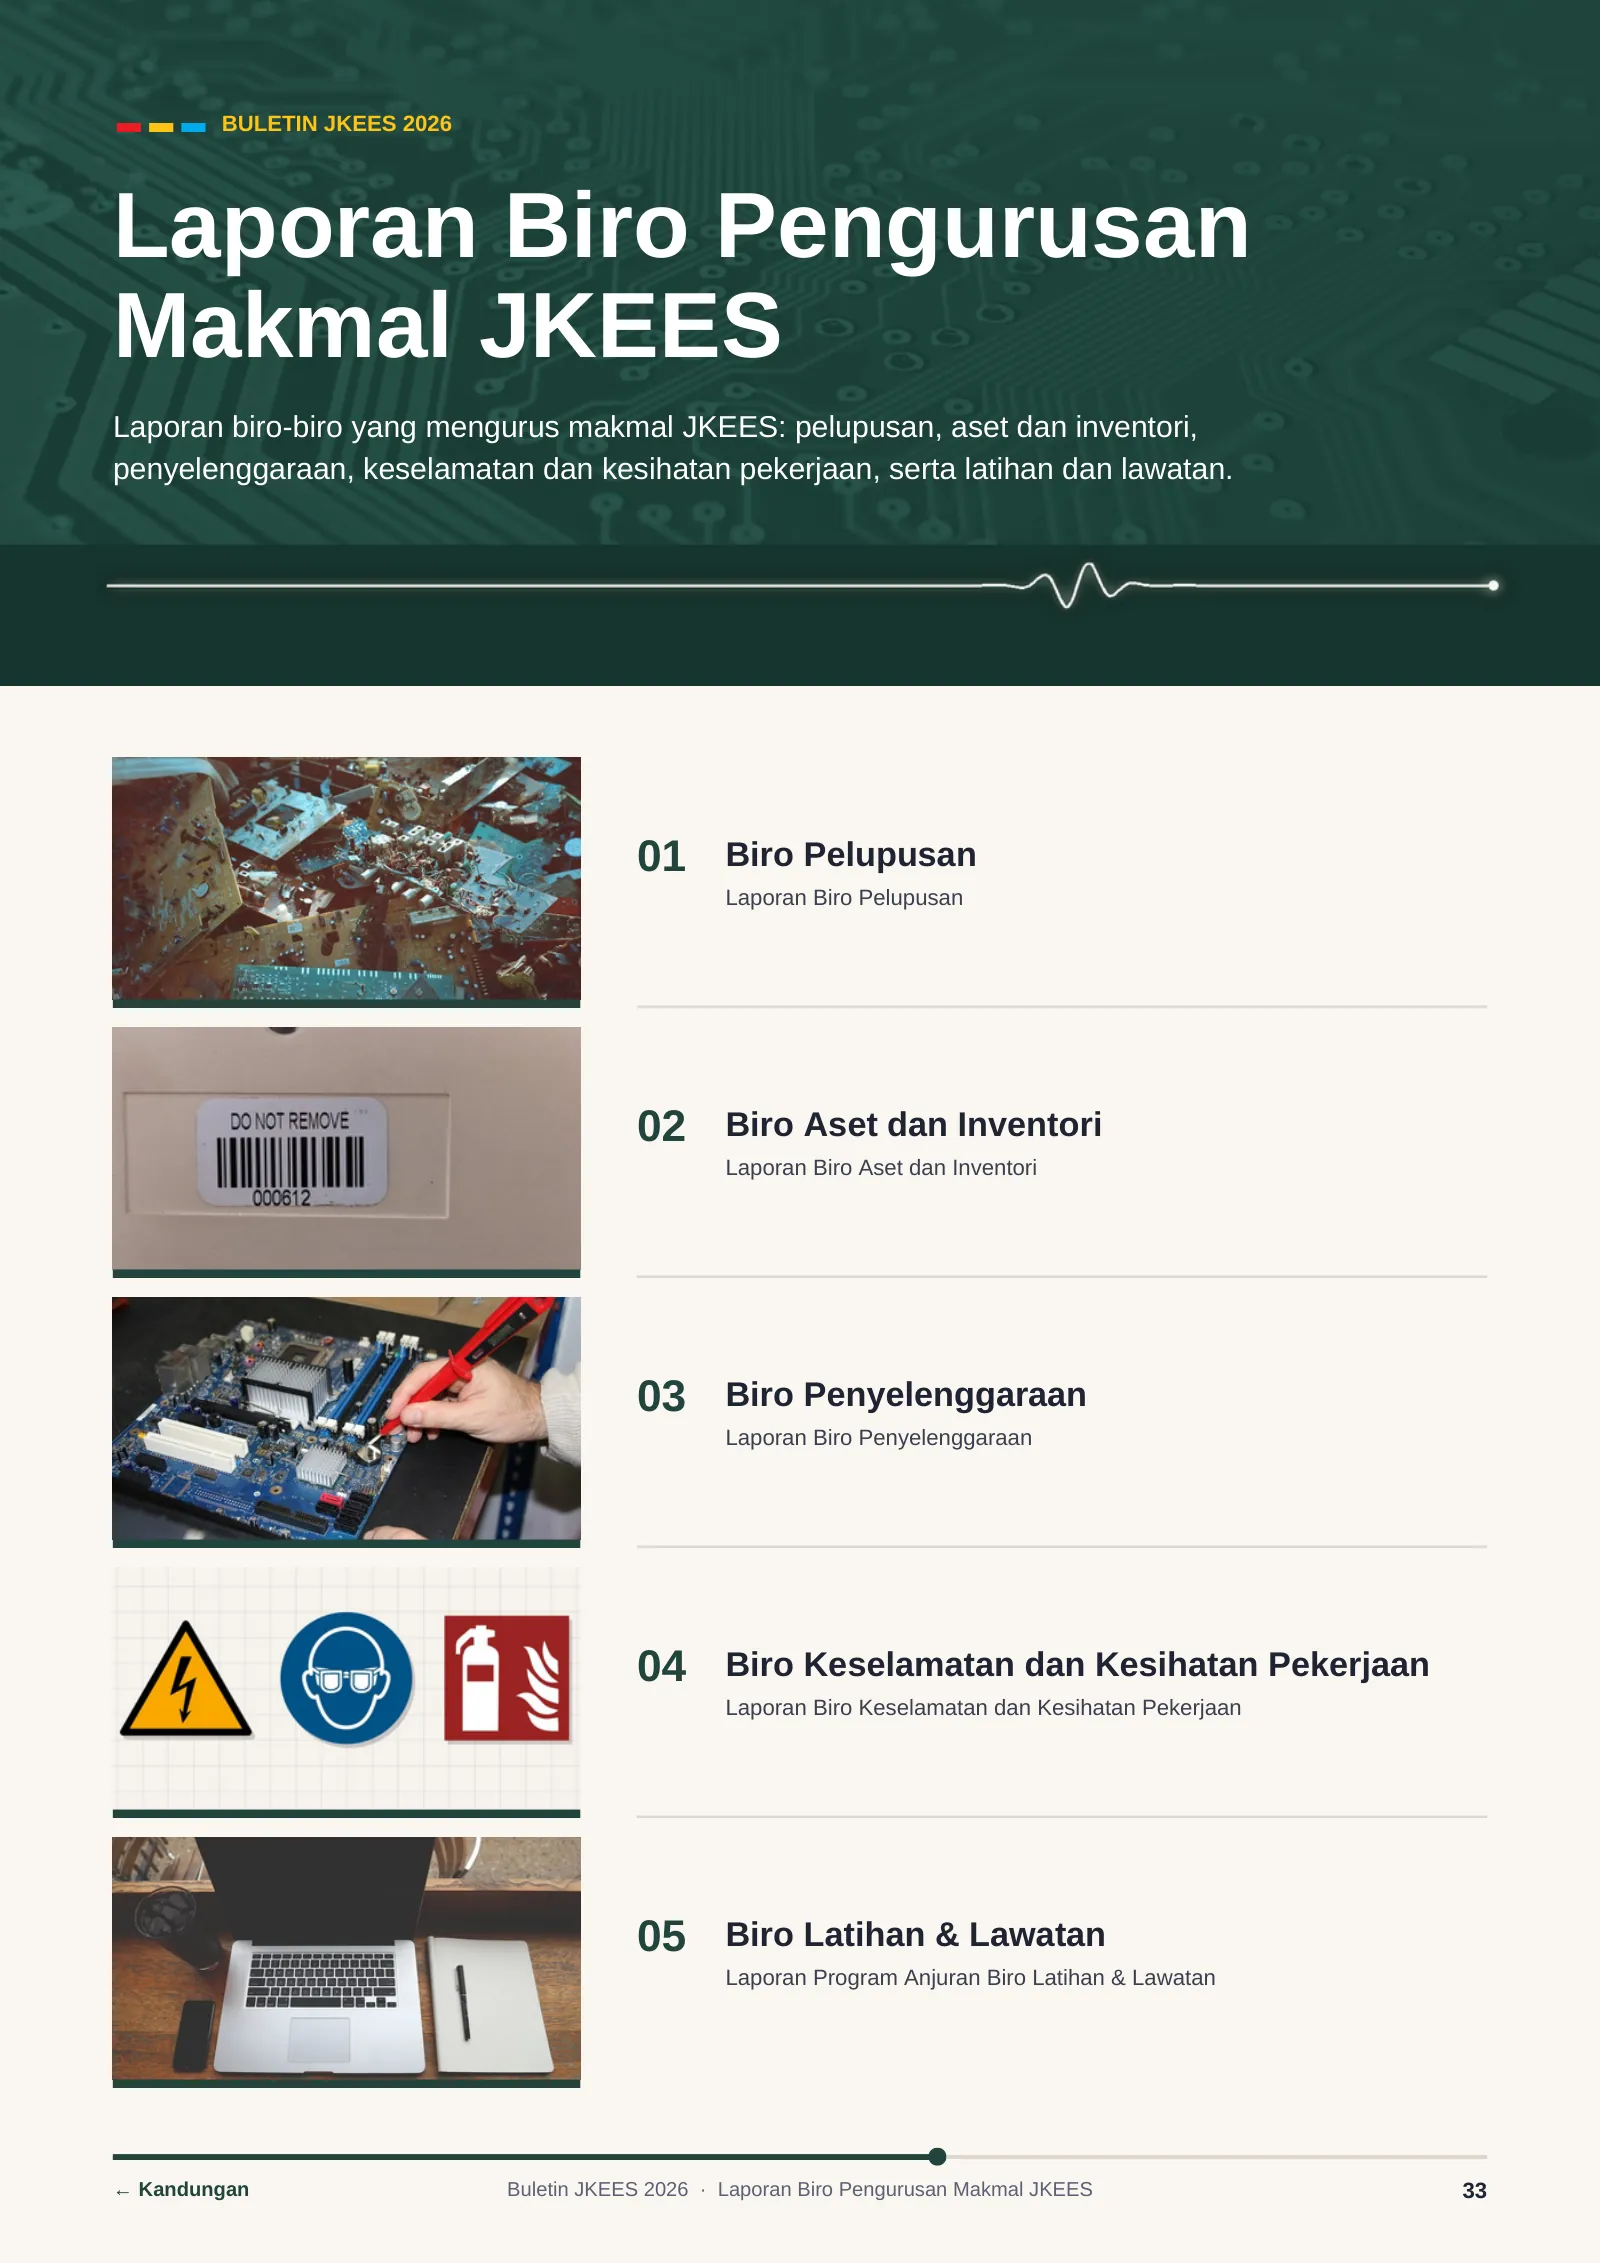 BULETIN JKEES 2026
Laporan Biro Pengurusan
Makmal JKEES
Laporan biro-biro yang mengurus makmal JKEES: pelupusan, aset dan inventori,
penyelenggaraan, keselamatan dan kesihatan pekerjaan, serta latihan dan lawatan.
01 Biro Pelupusan
Laporan Biro Pelupusan
DO NOT REMOVE
000612
02 Biro Aset dan Inventori
Laporan Biro Aset dan Inventori
03 Biro Penyelenggaraan
Laporan Biro Penyelenggaraan
04 Biro Keselamatan dan Kesihatan Pekerjaan
Laporan Biro Keselamatan dan Kesihatan Pekerjaan
05 Biro Latihan & Lawatan
Laporan Program Anjuran Biro Latihan & Lawatan
← Kandungan Buletin JKEES 2026 · Laporan Biro Pengurusan Makmal JKEES 33